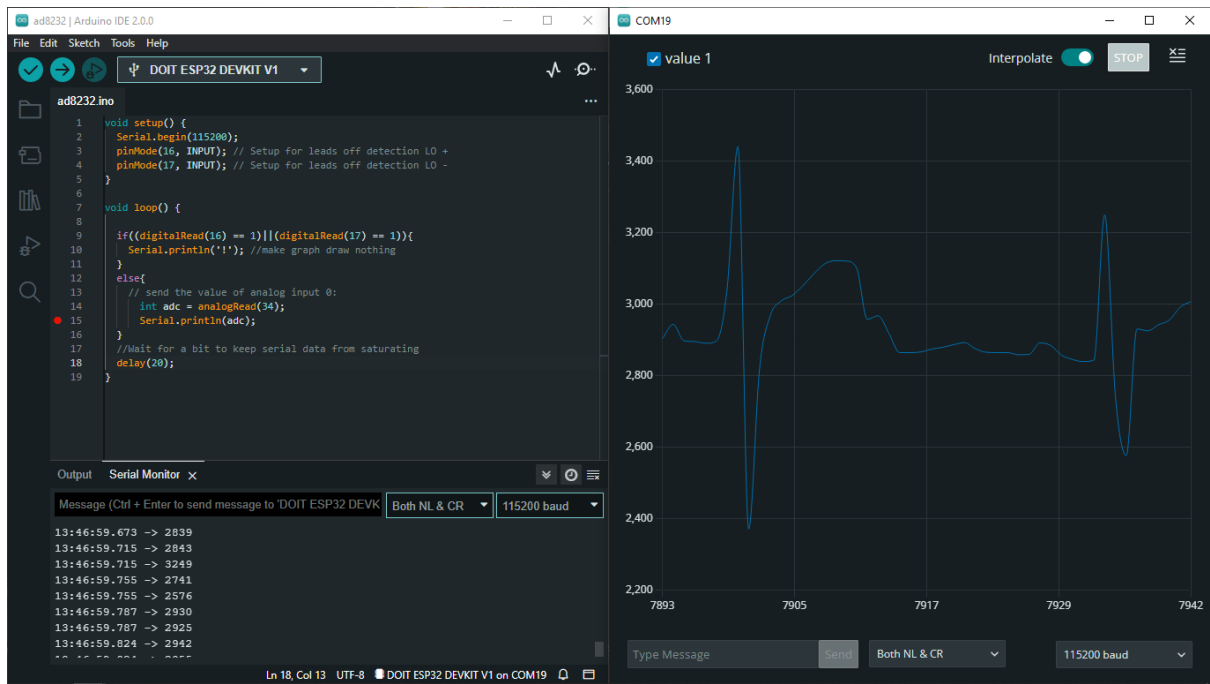 ad8232 | Arduino IDE 2.0.0
File Edit Sketch Tools Help
DOIT ESP32 DEVKIT V1
ad8232.ino
1 void setup() {
2 Serial.begin(115200);
3 pinMode(16, INPUT); // Setup for leads off detection LO +
4 pinMode(17, INPUT); // Setup for leads off detection LO -
5 }
6
7 void loop() {
8
9 if((digitalRead(16) == 1)||(digitalRead(17) == 1)){
10 Serial.println('!'); //make graph draw nothing
11 }
12 else{
13 // send the value of analog input 0:
14 int adc = analogRead(34);
15 Serial.println(adc);
16 }
17 //Wait for a bit to keep serial data from saturating
18 delay(20);
19 }
Output Serial Monitor
Message (Ctrl + Enter to send message to 'DOIT ESP32 DEVK
Both NL & CR
115200 baud
13:46:59.673 -> 2839
13:46:59.715 -> 2843
13:46:59.715 -> 3249
13:46:59.755 -> 2741
13:46:59.755 -> 2576
13:46:59.787 -> 2930
13:46:59.787 -> 2925
13:46:59.824 -> 2942
Ln 18, Col 13 UTF-8 DOIT ESP32 DEVKIT V1 on COM19
COM19
value 1
Interpolate
STOP
3,600
3,400
3,200
3,000
2,800
2,600
2,400
2,200
7893 7905 7917 7929 7942
Type Message
Send
Both NL & CR
115200 baud